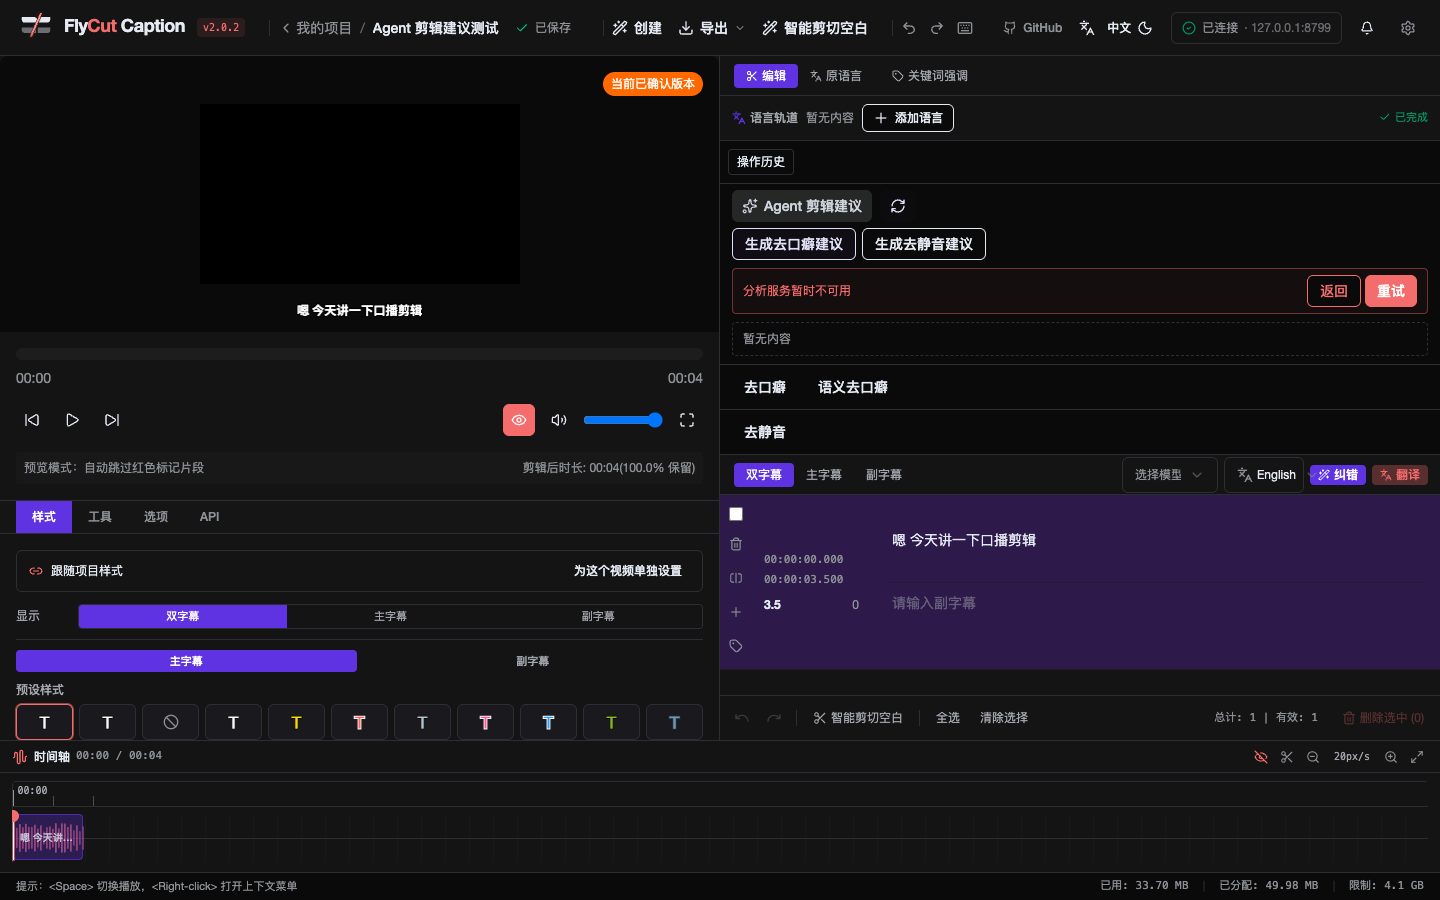 FlyCut Caption v2.0.2 我的项目 / Agent 剪辑建议测试 已保存 创建 导出 智能剪切空白 GitHub 中文 已连接 · 127.0.0.1:8799
当前已确认版本
嗯 今天讲一下口播剪辑
00:00 00:04
预览模式：自动跳过红色标记片段 剪辑后时长: 00:04(100.0% 保留)
样式 工具 选项 API
跟随项目样式 为这个视频单独设置
显示 双字幕 主字幕 副字幕
主字幕 副字幕
预设样式
T T T T T T T T T T
编辑 原语言 关键词强调
语言轨道 暂无内容 添加语言 已完成
操作历史
Agent 剪辑建议
生成去口癖建议 生成去静音建议
分析服务暂时不可用 返回 重试
暂无内容
去口癖 语义去口癖
去静音
双字幕 主字幕 副字幕 选择模型 English 纠错 翻译
嗯 今天讲一下口播剪辑
00:00:00.000
00:00:03.500
3.5 0 请输入副字幕
智能剪切空白 全选 清除选择 总计: 1 | 有效: 1 删除选中 (0)
时间轴 00:00 / 00:04 20px/s
00:00
嗯 今天讲...
提示：<Space> 切换播放，<Right-click> 打开上下文菜单 已用: 33.70 MB 已分配: 49.98 MB 限制: 4.1 GB